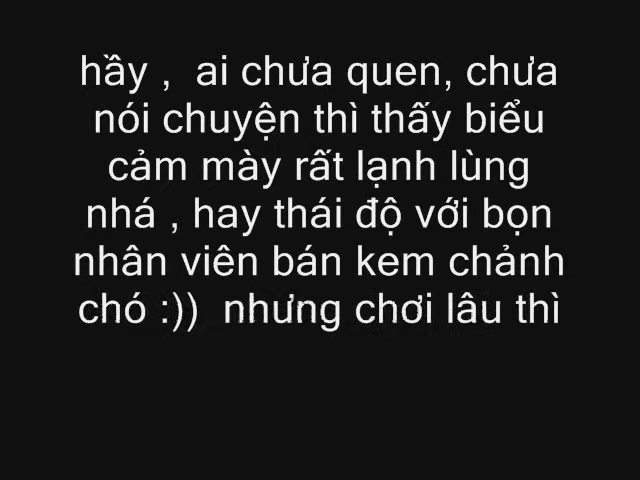 hầy ,  ai chưa quen, chưa
nói chuyện thì thấy biểu
cảm mày rất lạnh lùng
nhá , hay thái độ với bọn
nhân viên bán kem chảnh
chó :))  nhưng chơi lâu thì